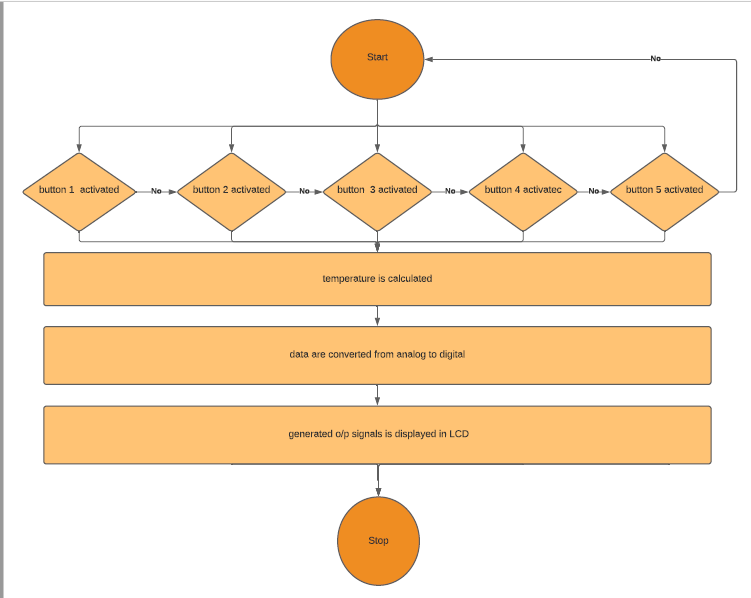 Start
No
button 1 activated
No
button 2 activated
No
button 3 activated
No
button 4 activatec
No
button 5 activated
temperature is calculated
data are converted from analog to digital
generated o/p signals is displayed in LCD
Stop